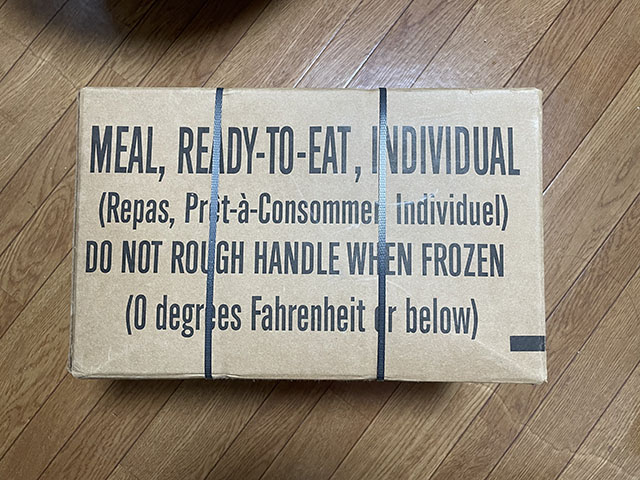 MEAL, READY-TO-EAT, INDIVIDUAL
(Repas, Prêt-à-Consommer Individuel)
DO NOT ROUGH HANDLE WHEN FROZEN
(0 degrees Fahrenheit or below)